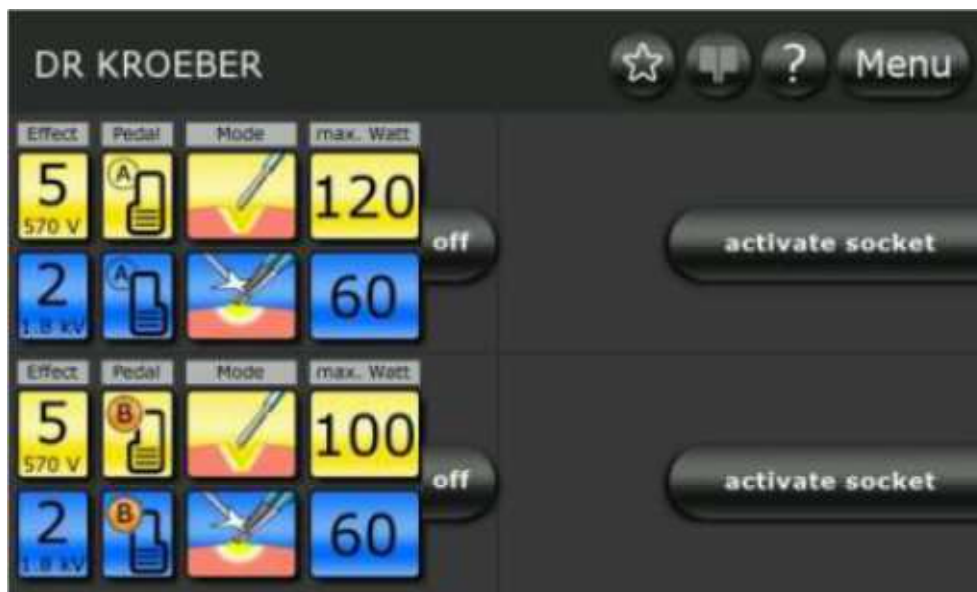 DR KROEBER ? Menu
Effect Pedal Mode max. Watt
5 A 120
570 V
off activate socket
2 A 60
1.8 kV
Effect Pedal Mode max. Watt
5 B 100
570 V
off activate socket
2 B 60
1.8 kV